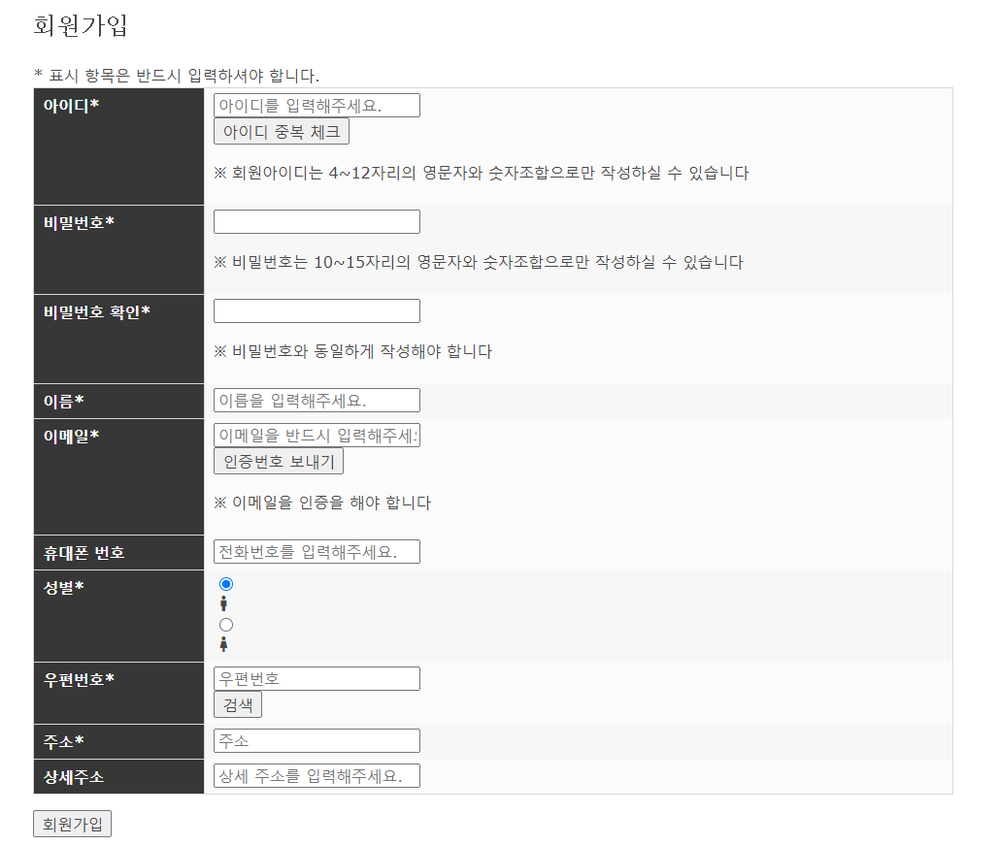 회원가입
* 표시 항목은 반드시 입력하셔야 합니다.
아이디*
아이디를 입력해주세요.
아이디 중복 체크
※ 회원아이디는 4~12자리의 영문자와 숫자조합으로만 작성하실 수 있습니다
비밀번호*
※ 비밀번호는 10~15자리의 영문자와 숫자조합으로만 작성하실 수 있습니다
비밀번호 확인*
※ 비밀번호와 동일하게 작성해야 합니다
이름*
이름을 입력해주세요.
이메일*
이메일을 반드시 입력해주세요
인증번호 보내기
※ 이메일을 인증을 해야 합니다
휴대폰 번호
전화번호를 입력해주세요.
성별*
우편번호*
우편번호
검색
주소*
주소
상세주소
상세 주소를 입력해주세요.
회원가입